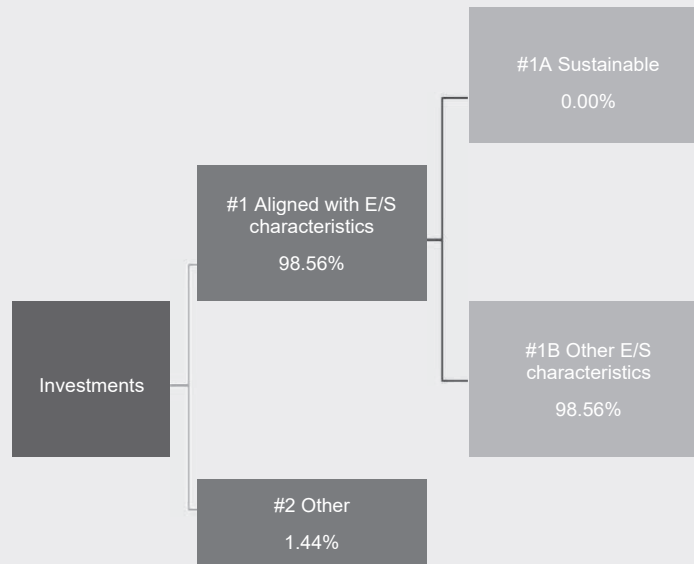 #1A Sustainable
0.00%
#1 Aligned with E/S
characteristics
98.56%
Investments
#1B Other E/S
characteristics
98.56%
#2 Other
1.44%